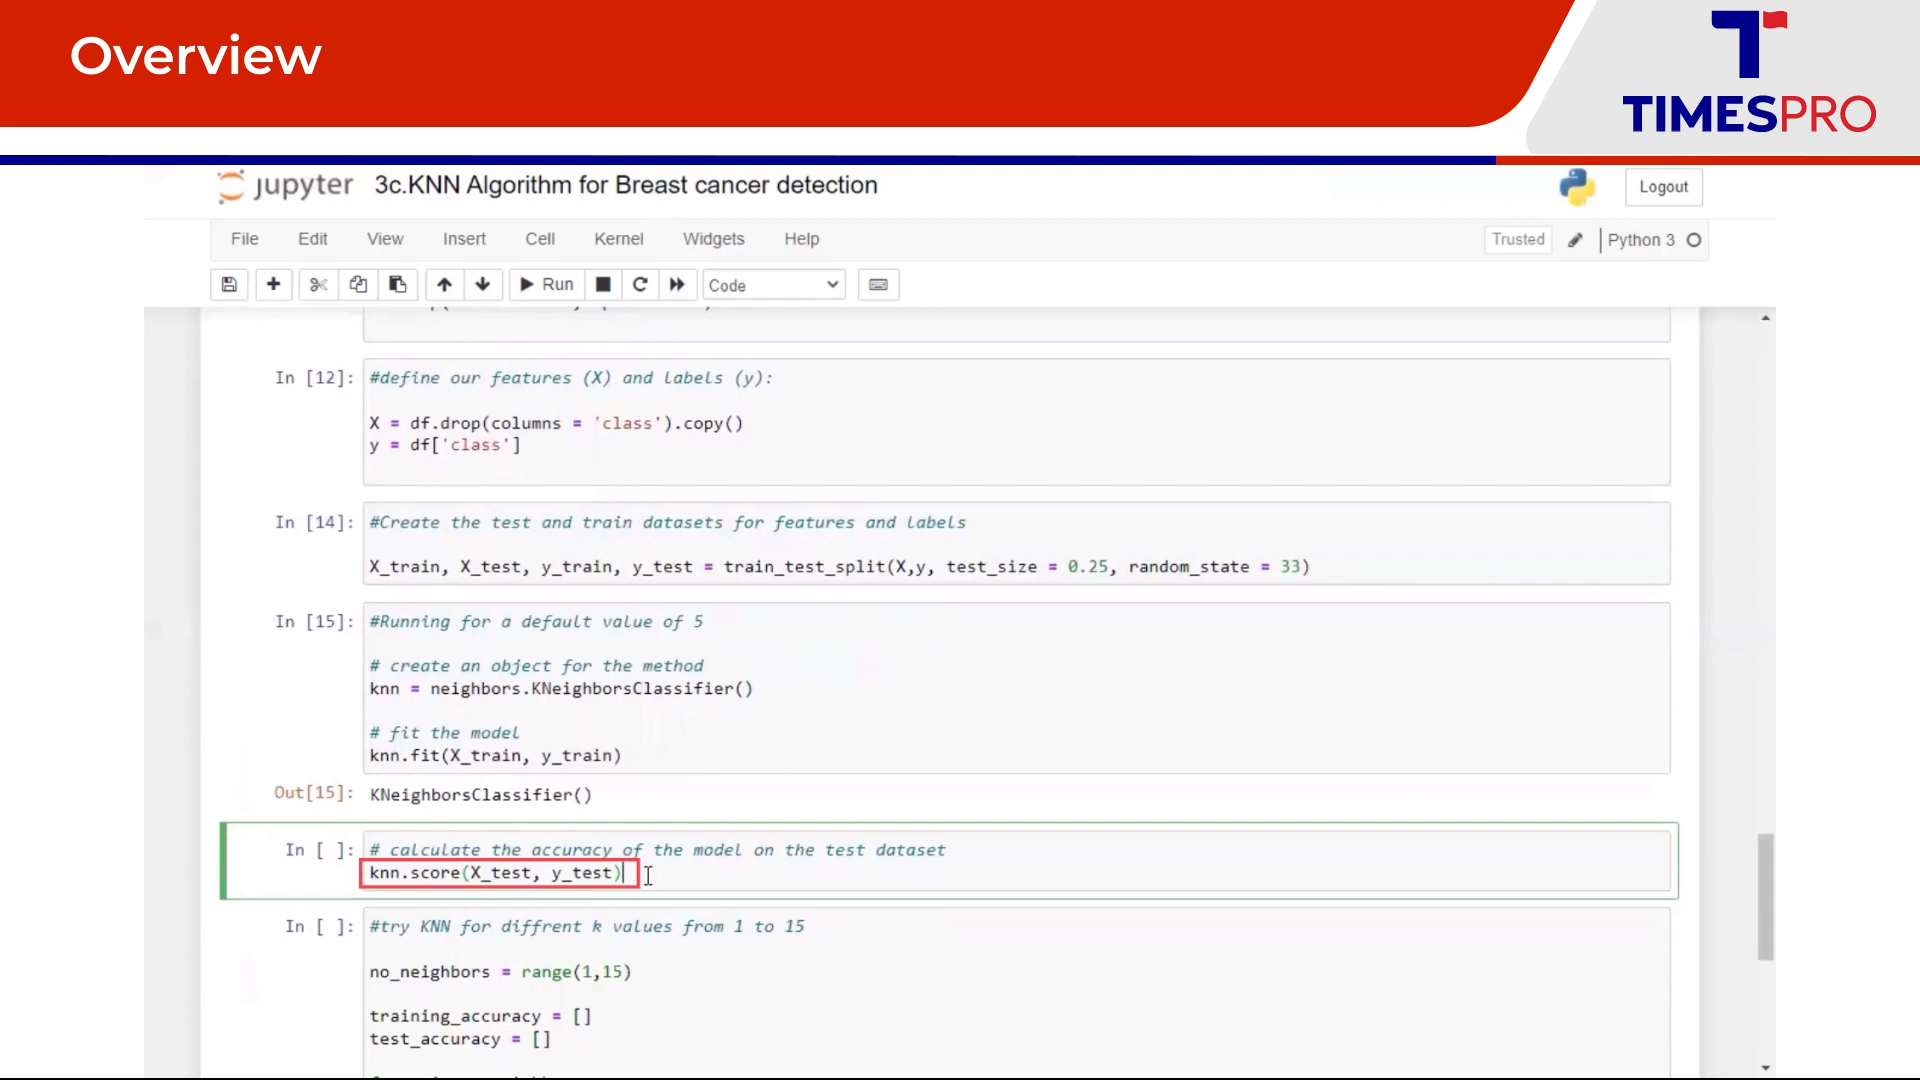 Overview
TIMESPRO
jupyter 3c.KNN Algorithm for Breast cancer detection
Logout
File Edit View Insert Cell Kernel Widgets Help
Trusted Python 3
Run Code
In [12]: #define our features (X) and labels (y):
X = df.drop(columns = 'class').copy()
y = df['class']
In [14]: #Create the test and train datasets for features and labels
X_train, X_test, y_train, y_test = train_test_split(X,y, test_size = 0.25, random_state = 33)
In [15]: #Running for a default value of 5
# create an object for the method
knn = neighbors.KNeighborsClassifier()
# fit the model
knn.fit(X_train, y_train)
Out[15]: KNeighborsClassifier()
In [ ]: # calculate the accuracy of the model on the test dataset
knn.score(X_test, y_test)
In [ ]: #try KNN for diffrent k values from 1 to 15
no_neighbors = range(1,15)
training_accuracy = []
test_accuracy = []